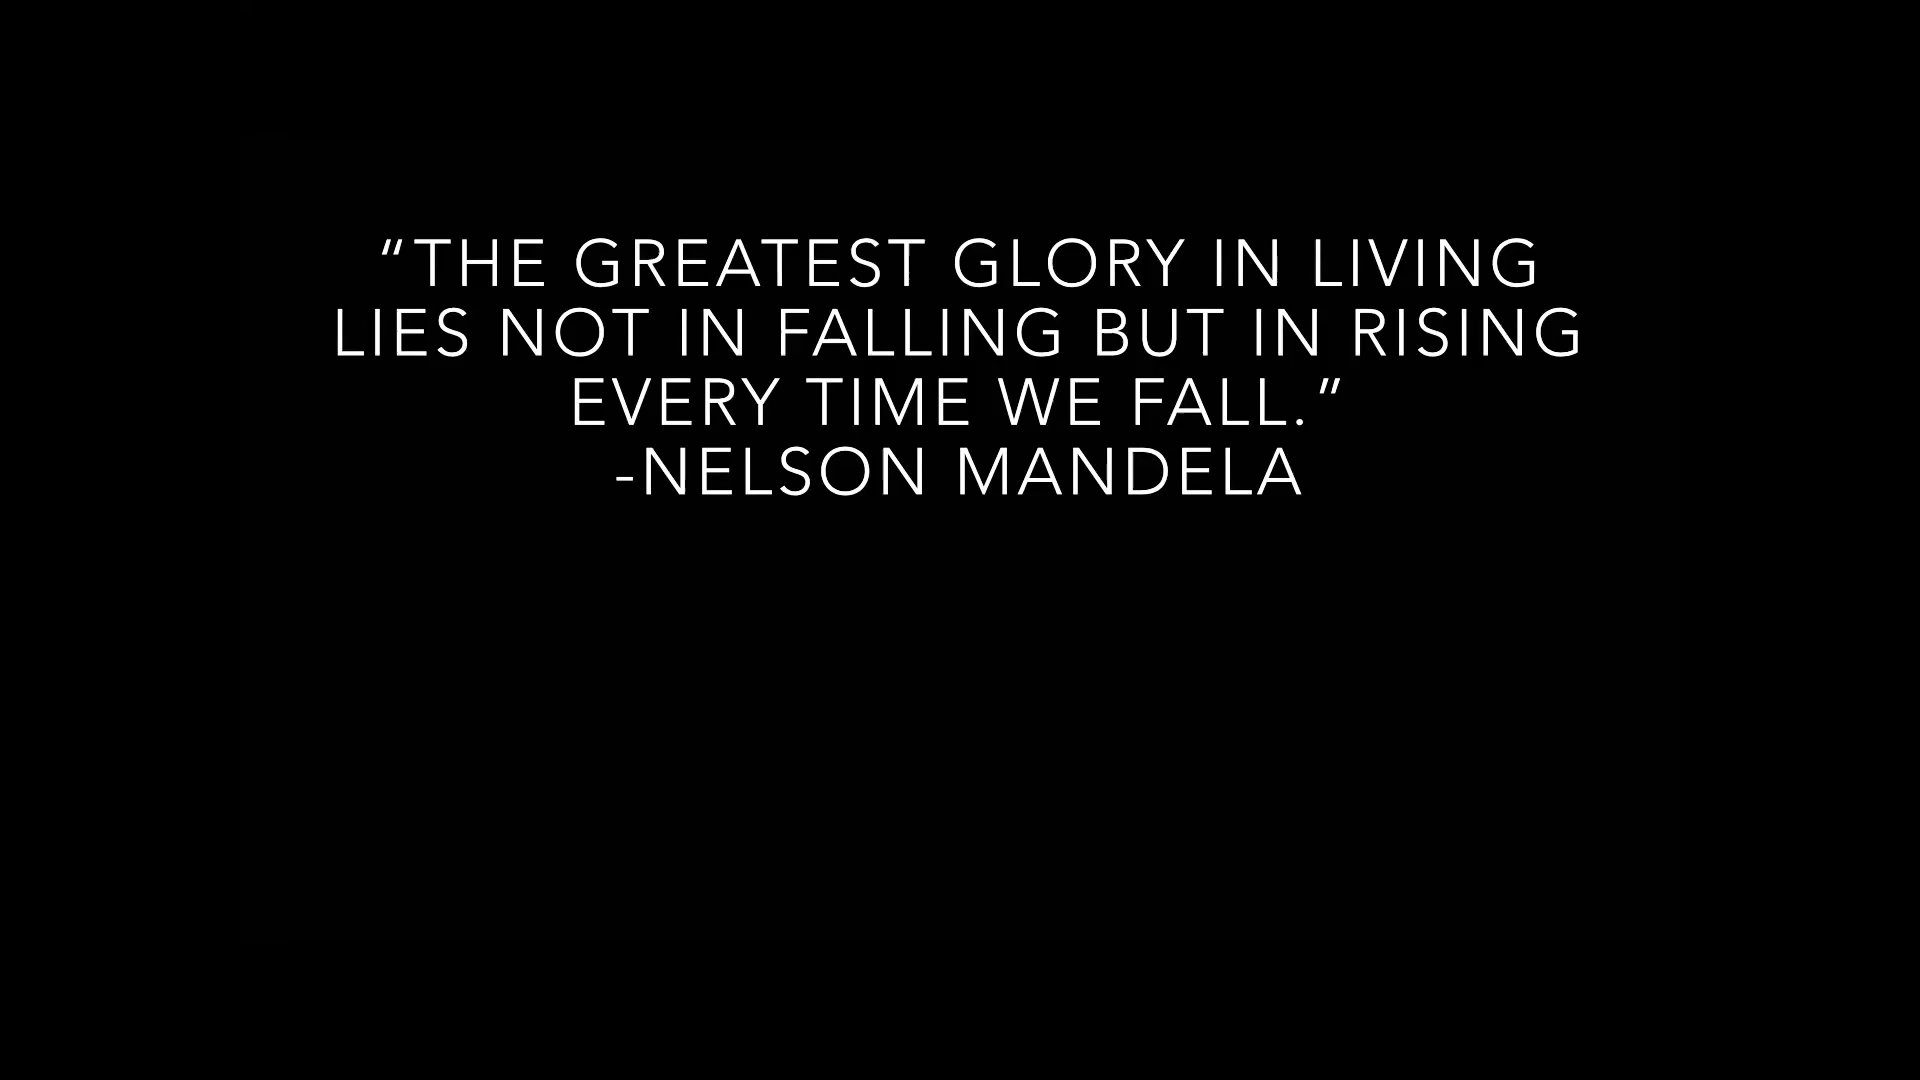 “THE GREATEST GLORY IN LIVING
LIES NOT IN FALLING BUT IN RISING
EVERY TIME WE FALL.”
-NELSON MANDELA